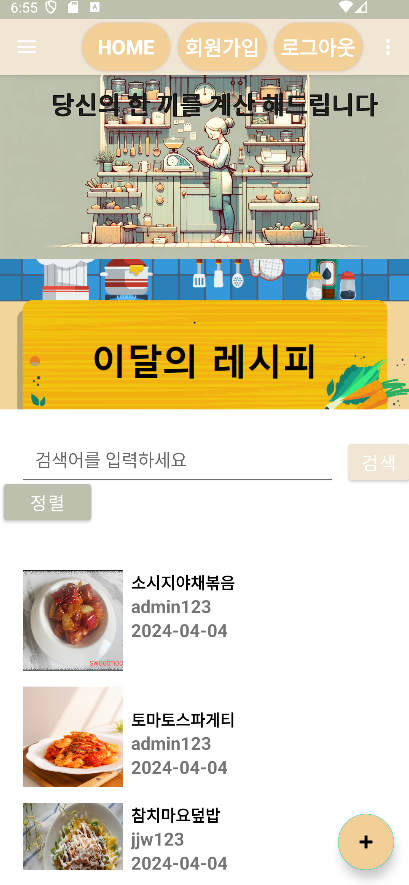 6:55
HOME 회원가입 로그아웃
당신의 한 끼를 계산 해드립니다
이달의 레시피
검색어를 입력하세요
검색
정렬
소시지야채볶음
admin123
2024-04-04
토마토스파게티
admin123
2024-04-04
참치마요덮밥
jjw123
2024-04-04
+